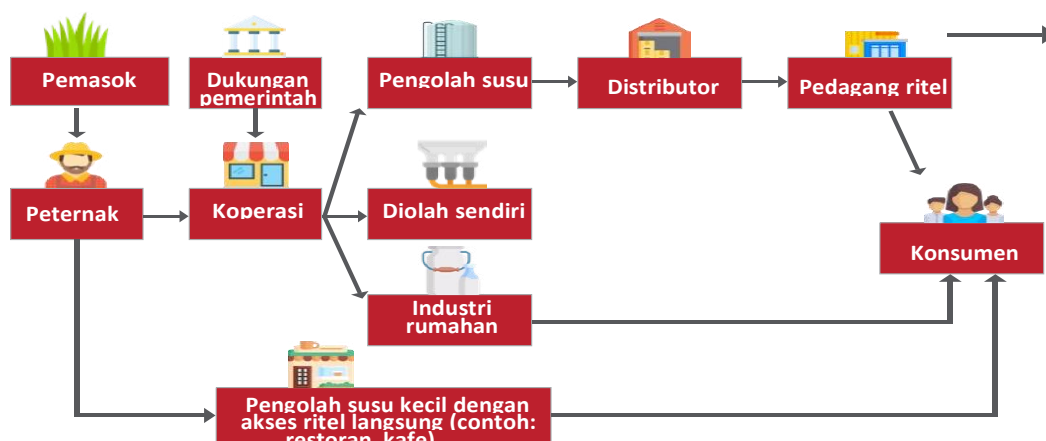 Pemasok
Dukungan
pemerintah
Pengolah susu
Distributor
Pedagang ritel
Peternak
Koperasi
Diolah sendiri
Konsumen
Industri
rumahan
Pengolah susu kecil dengan
akses ritel langsung (contoh:
restoran, kafe)